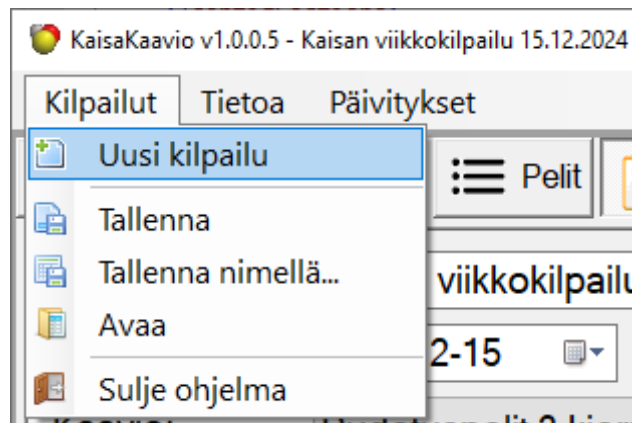 KaisaKaavio v1.0.0.5 - Kaisan viikkokilpailu 15.12.2024
Kilpailut Tietoa Päivitykset
Uusi kilpailu
Pelit
Tallenna
Tallenna nimellä...
viikkokilpailu
Avaa
2-15
Sulje ohjelma